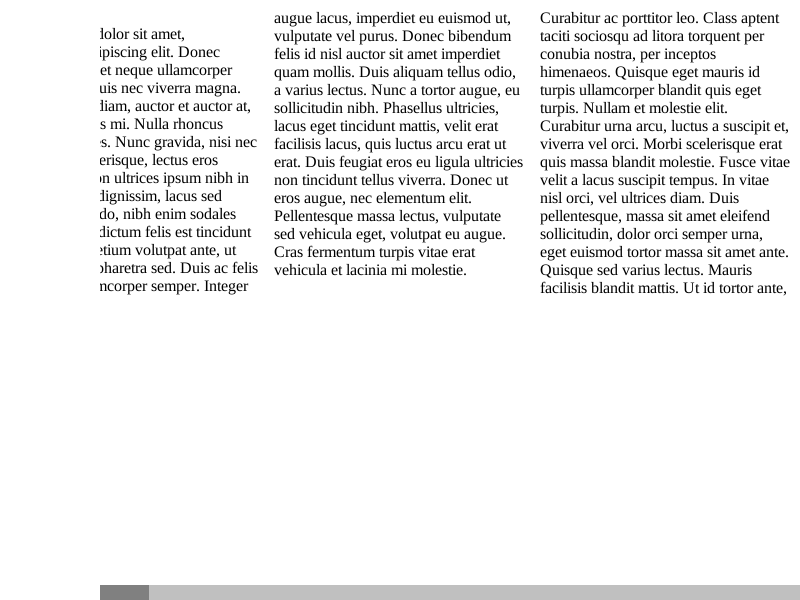 dolor sit amet,
ipiscing elit. Donec
et neque ullamcorper
uis nec viverra magna.
diam, auctor et auctor at,
s mi. Nulla rhoncus
es. Nunc gravida, nisi nec
erisque, lectus eros
on ultrices ipsum nibh in
dignissim, lacus sed
do, nibh enim sodales
dictum felis est tincidunt
etium volutpat ante, ut
pharetra sed. Duis ac felis
mcorper semper. Integer
augue lacus, imperdiet eu euismod ut,
vulputate vel purus. Donec bibendum
felis id nisl auctor sit amet imperdiet
quam mollis. Duis aliquam tellus odio,
a varius lectus. Nunc a tortor augue, eu
sollicitudin nibh. Phasellus ultricies,
lacus eget tincidunt mattis, velit erat
facilisis lacus, quis luctus arcu erat ut
erat. Duis feugiat eros eu ligula ultricies
non tincidunt tellus viverra. Donec ut
eros augue, nec elementum elit.
Pellentesque massa lectus, vulputate
sed vehicula eget, volutpat eu augue.
Cras fermentum turpis vitae erat
vehicula et lacinia mi molestie.
Curabitur ac porttitor leo. Class aptent
taciti sociosqu ad litora torquent per
conubia nostra, per inceptos
himenaeos. Quisque eget mauris id
turpis ullamcorper blandit quis eget
turpis. Nullam et molestie elit.
Curabitur urna arcu, luctus a suscipit et,
viverra vel orci. Morbi scelerisque erat
quis massa blandit molestie. Fusce vitae
velit a lacus suscipit tempus. In vitae
nisl orci, vel ultrices diam. Duis
pellentesque, massa sit amet eleifend
sollicitudin, dolor orci semper urna,
eget euismod tortor massa sit amet ante.
Quisque sed varius lectus. Mauris
facilisis blandit mattis. Ut id tortor ante,